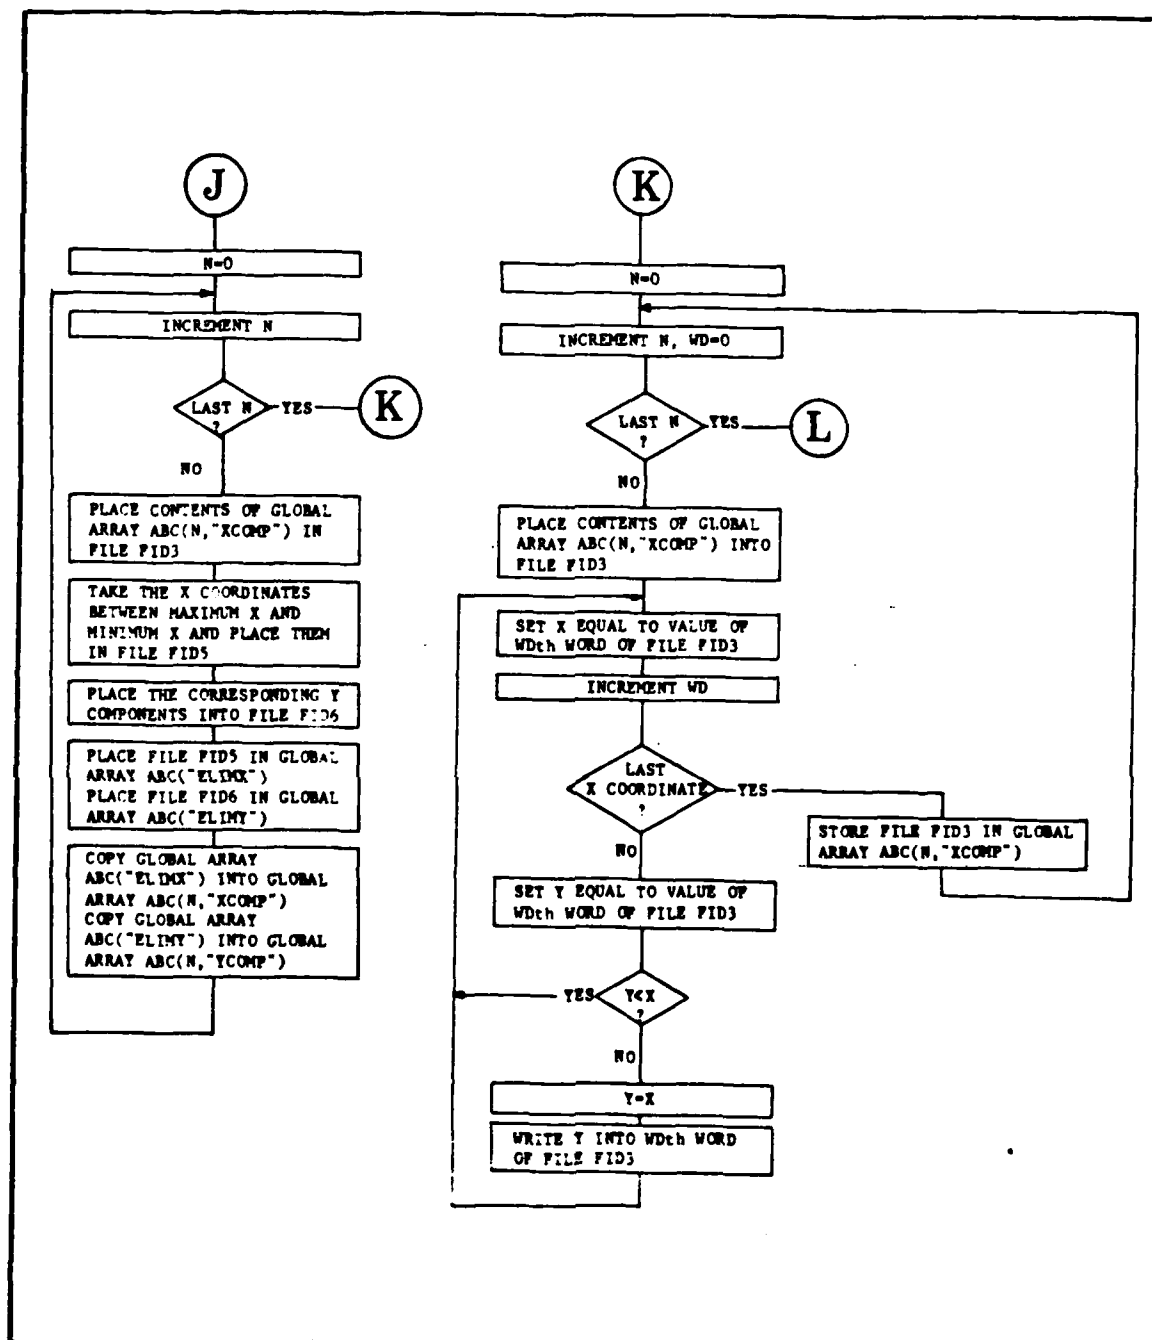 J
N=0
INCREMENT N
LAST N
?
YES
K
NO
PLACE CONTENTS OF GLOBAL
ARRAY ABC(N,"XCOMP") IN
FILE FID3
TAKE THE X COORDINATES
BETWEEN MAXIMUM X AND
MINIMUM X AND PLACE THEM
IN FILE FID5
PLACE THE CORRESPONDING Y
COMPONENTS INTO FILE FID6
PLACE FILE FID5 IN GLOBAL
ARRAY ABC("ELIMX")
PLACE FILE FID6 IN GLOBAL
ARRAY ABC("ELIMY")
COPY GLOBAL ARRAY
ABC("ELIMX") INTO GLOBAL
ARRAY ABC(N,"XCOMP")
COPY GLOBAL ARRAY
ABC("ELIMY") INTO GLOBAL
ARRAY ABC(N,"YCOMP")
K
N=0
INCREMENT N, WD=0
LAST N
?
YES
L
NO
PLACE CONTENTS OF GLOBAL
ARRAY ABC(N,"XCOMP") INTO
FILE FID3
SET X EQUAL TO VALUE OF
WDth WORD OF FILE FID3
INCREMENT WD
LAST
X COORDINATE
?
YES
STORE FILE FID3 IN GLOBAL
ARRAY ABC(N,"XCOMP")
NO
SET Y EQUAL TO VALUE OF
WDth WORD OF FILE FID3
YES
Y<X
?
NO
Y=X
WRITE Y INTO WDth WORD
OF FILE FID3